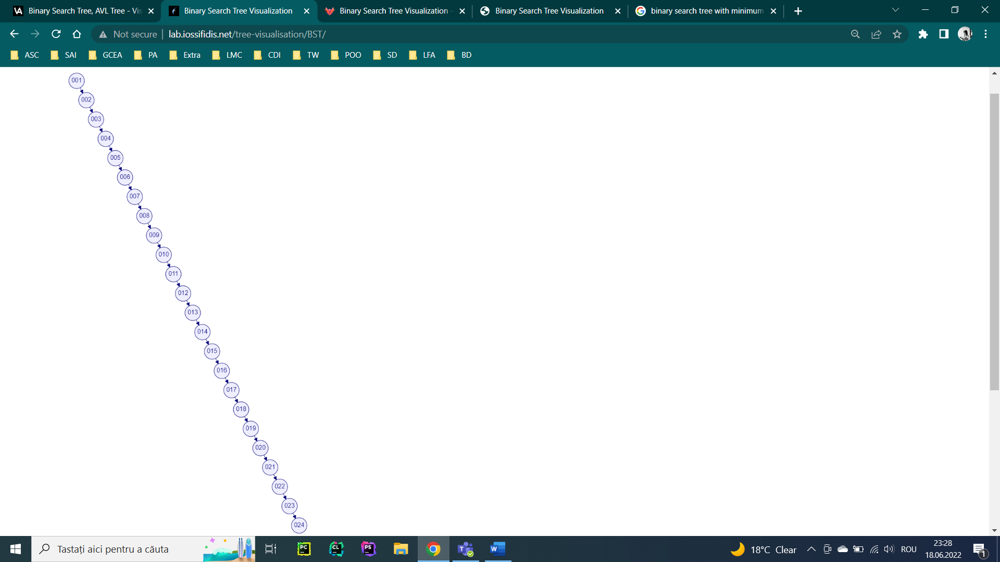 Binary Search Tree, AVL Tree - Vis
Binary Search Tree Visualization
Binary Search Tree Visualization -
Binary Search Tree Visualization
binary search tree with minimum
Not secure
lab.iossifidis.net/tree-visualisation/BST/
ASC SAI GCEA PA Extra LMC CDI TW POO SD LFA BD
001
002
003
004
005
006
007
008
009
010
011
012
013
014
015
016
017
018
019
020
021
022
023
024
Tastați aici pentru a căuta
PC
CL
PS
T
W
18°C Clear
ROU
23:28
18.06.2022
1